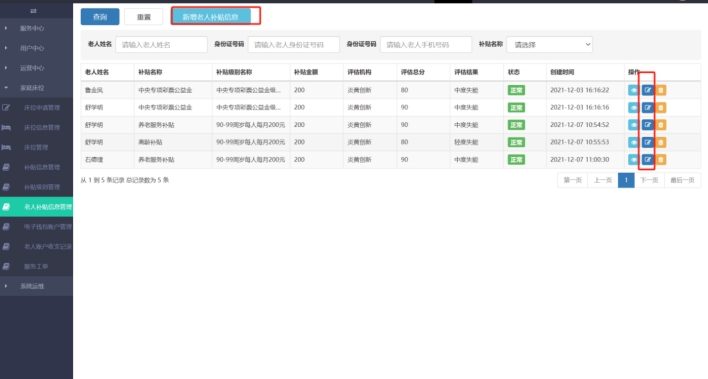 查询 重置 新增老人补贴信息
服务中心
用户中心
运营中心
家庭床位
床位申请管理
床位信息管理
床位管理
补贴信息管理
补贴级别管理
老人补贴信息管理
电子钱包账户管理
老人账户收支记录
服务工单
系统运维
老人姓名 请输入老人姓名 身份证号码 请输入老人身份证号码 身份证号码 请输入老人手机号码 补贴名称 请选择
老人姓名 补贴名称 补贴级别名称 补贴金额 评估机构 评估总分 评估结果 状态 创建时间 操作
鲁金凤 中央专项彩票公益金 中央专项彩票公益金级... 200 炎黄创新 80 中度失能 正常 2021-12-03 16:16:22
舒学明 中央专项彩票公益金 中央专项彩票公益金级... 200 炎黄创新 90 中度失能 正常 2021-12-03 16:16:16
舒学明 养老服务补贴 90-99周岁每人每月200元 200 炎黄创新 90 中度失能 正常 2021-12-07 10:54:52
舒学明 高龄补贴 90-99周岁每人每月200元 200 炎黄创新 80 轻度失能 正常 2021-12-07 10:55:53
养老服务补贴 90-99周岁每人每月200元 200 炎黄创新 90 中度失能 正常 2021-12-07 11:00:30
从 1 到 5 条记录 总记录数为 5 条 第一页 上一页 1 下一页 最后一页